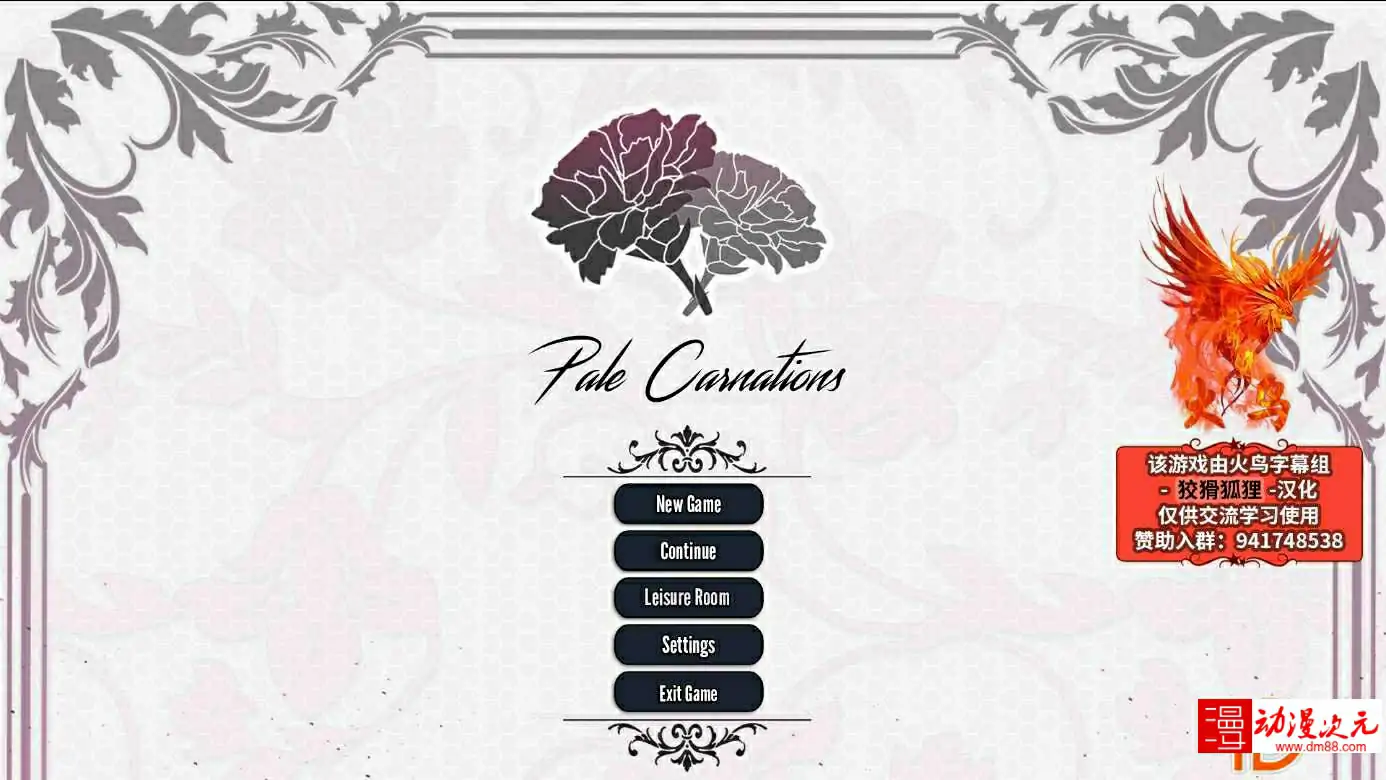 Pale Carnations
New Game
Continue
Leisure Room
Settings
Exit Game
火鸟
该游戏由火鸟字幕组
- 狡猾狐狸 -汉化
仅供交流学习使用
赞助入群：941748538
动漫次元
www.dm88.com